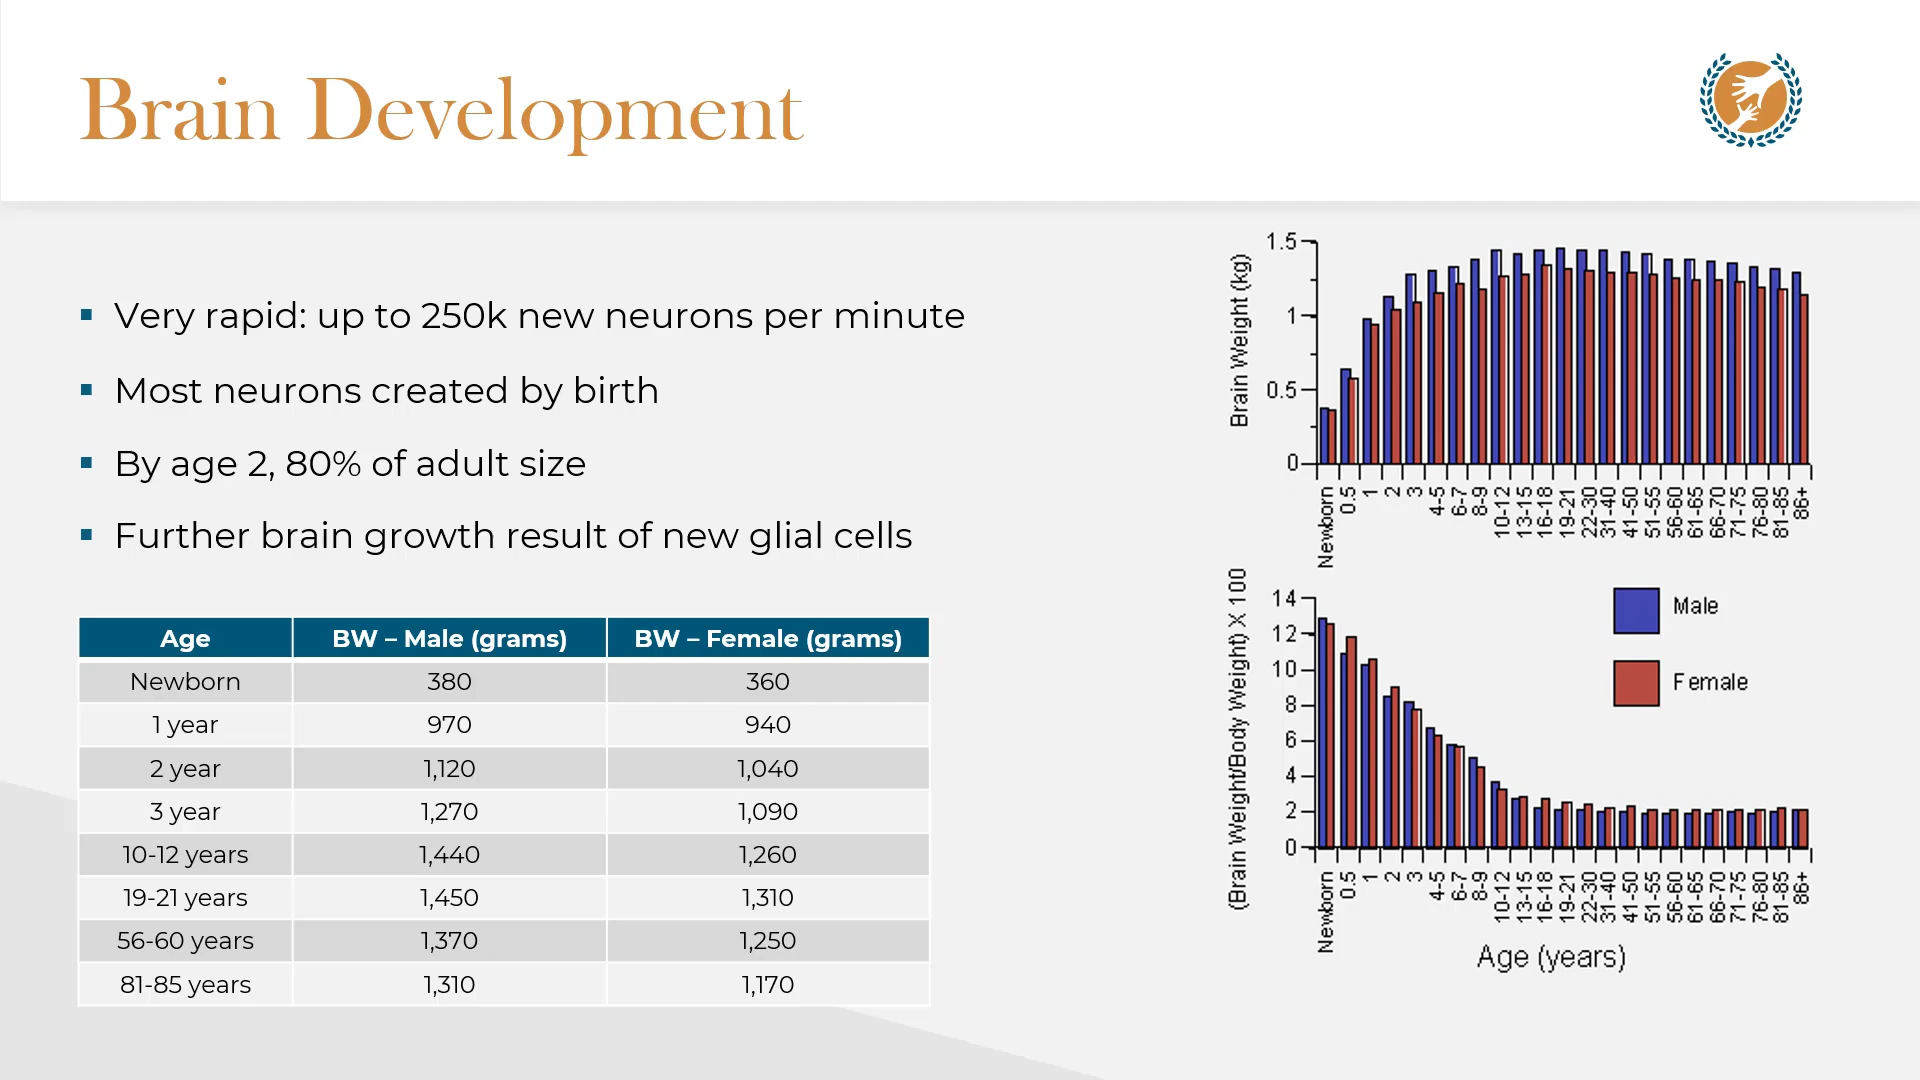 Brain Development
Very rapid: up to 250k new neurons per minute
Most neurons created by birth
By age 2, 80% of adult size
Further brain growth result of new glial cells
Age BW – Male (grams) BW – Female (grams)
Newborn 380 360
1 year 970 940
2 year 1,120 1,040
3 year 1,270 1,090
10-12 years 1,440 1,260
19-21 years 1,450 1,310
56-60 years 1,370 1,250
81-85 years 1,310 1,170
Brain Weight (kg)
1.5
1
0.5
0
Newborn 0.5 1 2 3 4-5 6-7 8-9 10-12 13-15 16-18 19-21 22-30 31-40 41-50 51-55 56-60 61-65 66-70 71-75 76-80 81-85 86+
(Brain Weight/Body Weight) X 100
14
12
10
8
6
4
2
0
Male
Female
Newborn 0.5 1 2 3 4-5 6-7 8-9 10-12 13-15 16-18 19-21 22-30 31-40 41-50 51-55 56-60 61-65 66-70 71-75 76-80 81-85 86+
Age (years)